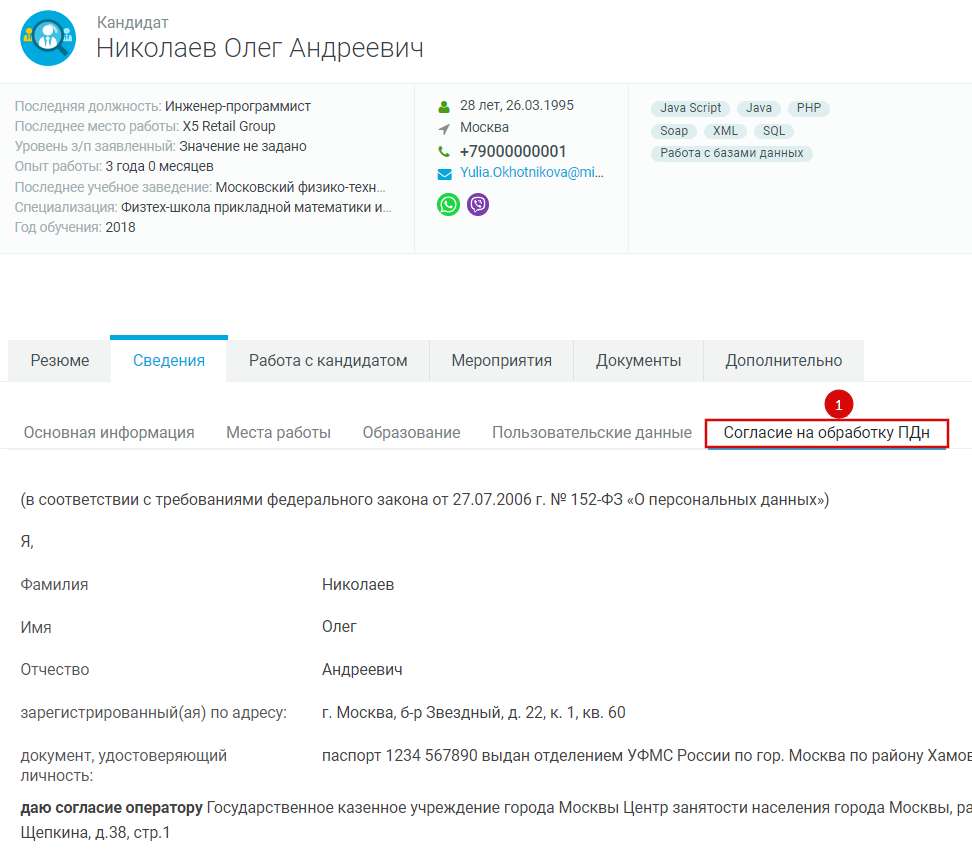 Кандидат
Николаев Олег Андреевич
Последняя должность: Инженер-программист
Последнее место работы: X5 Retail Group
Уровень з/п заявленный: Значение не задано
Опыт работы: 3 года 0 месяцев
Последнее учебное заведение: Московский физико-техн...
Специализация: Физтех-школа прикладной математики и...
Год обучения: 2018
28 лет, 26.03.1995
Москва
+79000000001
Yulia.Okhotnikova@mi...
Java Script Java PHP
Soap XML SQL
Работа с базами данных
Резюме Сведения Работа с кандидатом Мероприятия Документы Дополнительно
1
Основная информация Места работы Образование Пользовательские данные Согласие на обработку ПДн
(в соответствии с требованиями федерального закона от 27.07.2006 г. № 152-ФЗ «О персональных данных»)
Я,
Фамилия Николаев
Имя Олег
Отчество Андреевич
зарегистрированный(ая) по адресу: г. Москва, б-р Звездный, д. 22, к. 1, кв. 60
документ, удостоверяющий паспорт 1234 567890 выдан отделением УФМС России по гор. Москва по району Хамов
личность:
даю согласие оператору Государственное казенное учреждение города Москвы Центр занятости населения города Москвы, ра
Щепкина, д.38, стр.1